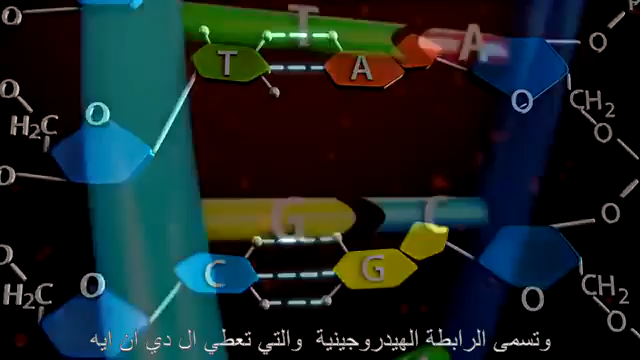 T A
O
T A
O
O CH₂
O O
H₂C
G C
O
O
C G
O CH₂
H₂C O
O
وتسمى الرابطة الهيدروجينية والتي تعطي ال دي ان ايه